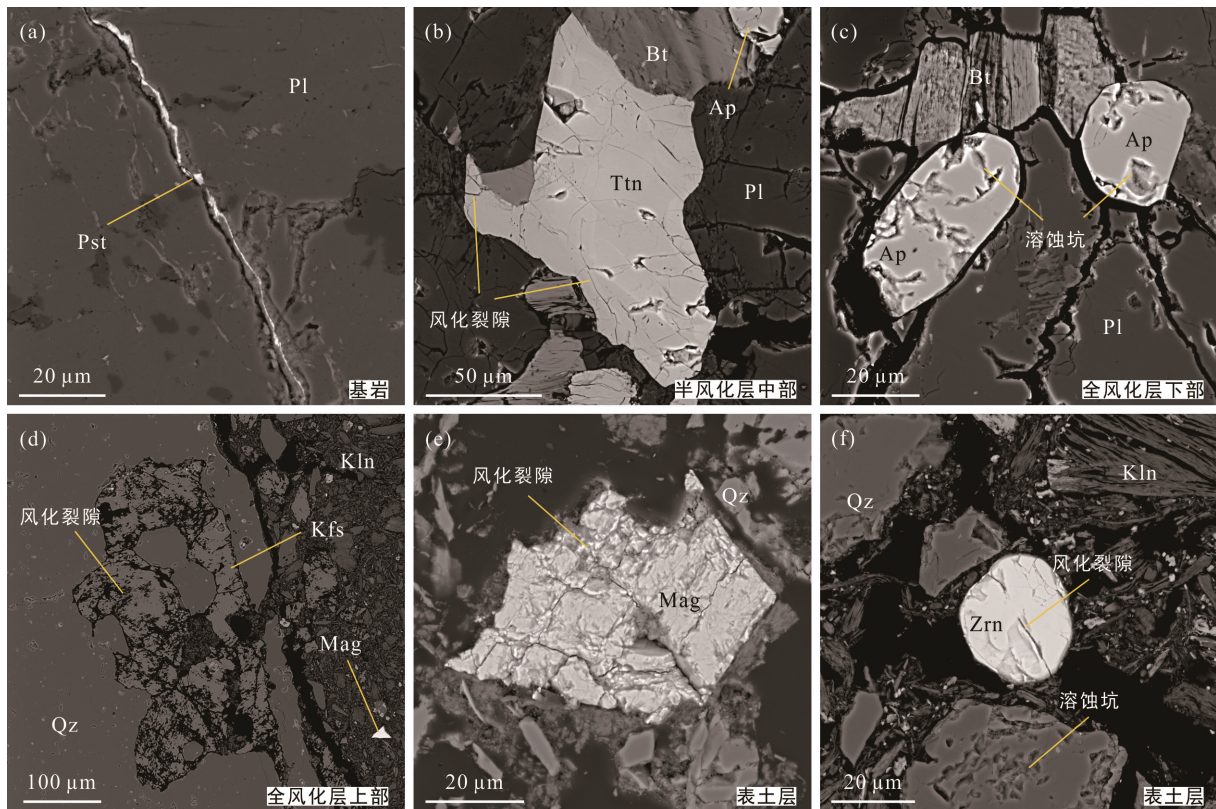 (a)
Pl
Pst
20 µm
基岩
(b)
Bt
Ap
Ttn
Pl
风化裂隙
50 µm
半风化层中部
(c)
Bt
Ap
Ap
溶蚀坑
Pl
20 µm
全风化层下部
(d)
Kln
风化裂隙
Kfs
Mag
Qz
100 µm
全风化层上部
(e)
风化裂隙
Qz
Mag
20 µm
表土层
(f)
Kln
Qz
风化裂隙
Zrn
溶蚀坑
20 µm
表土层